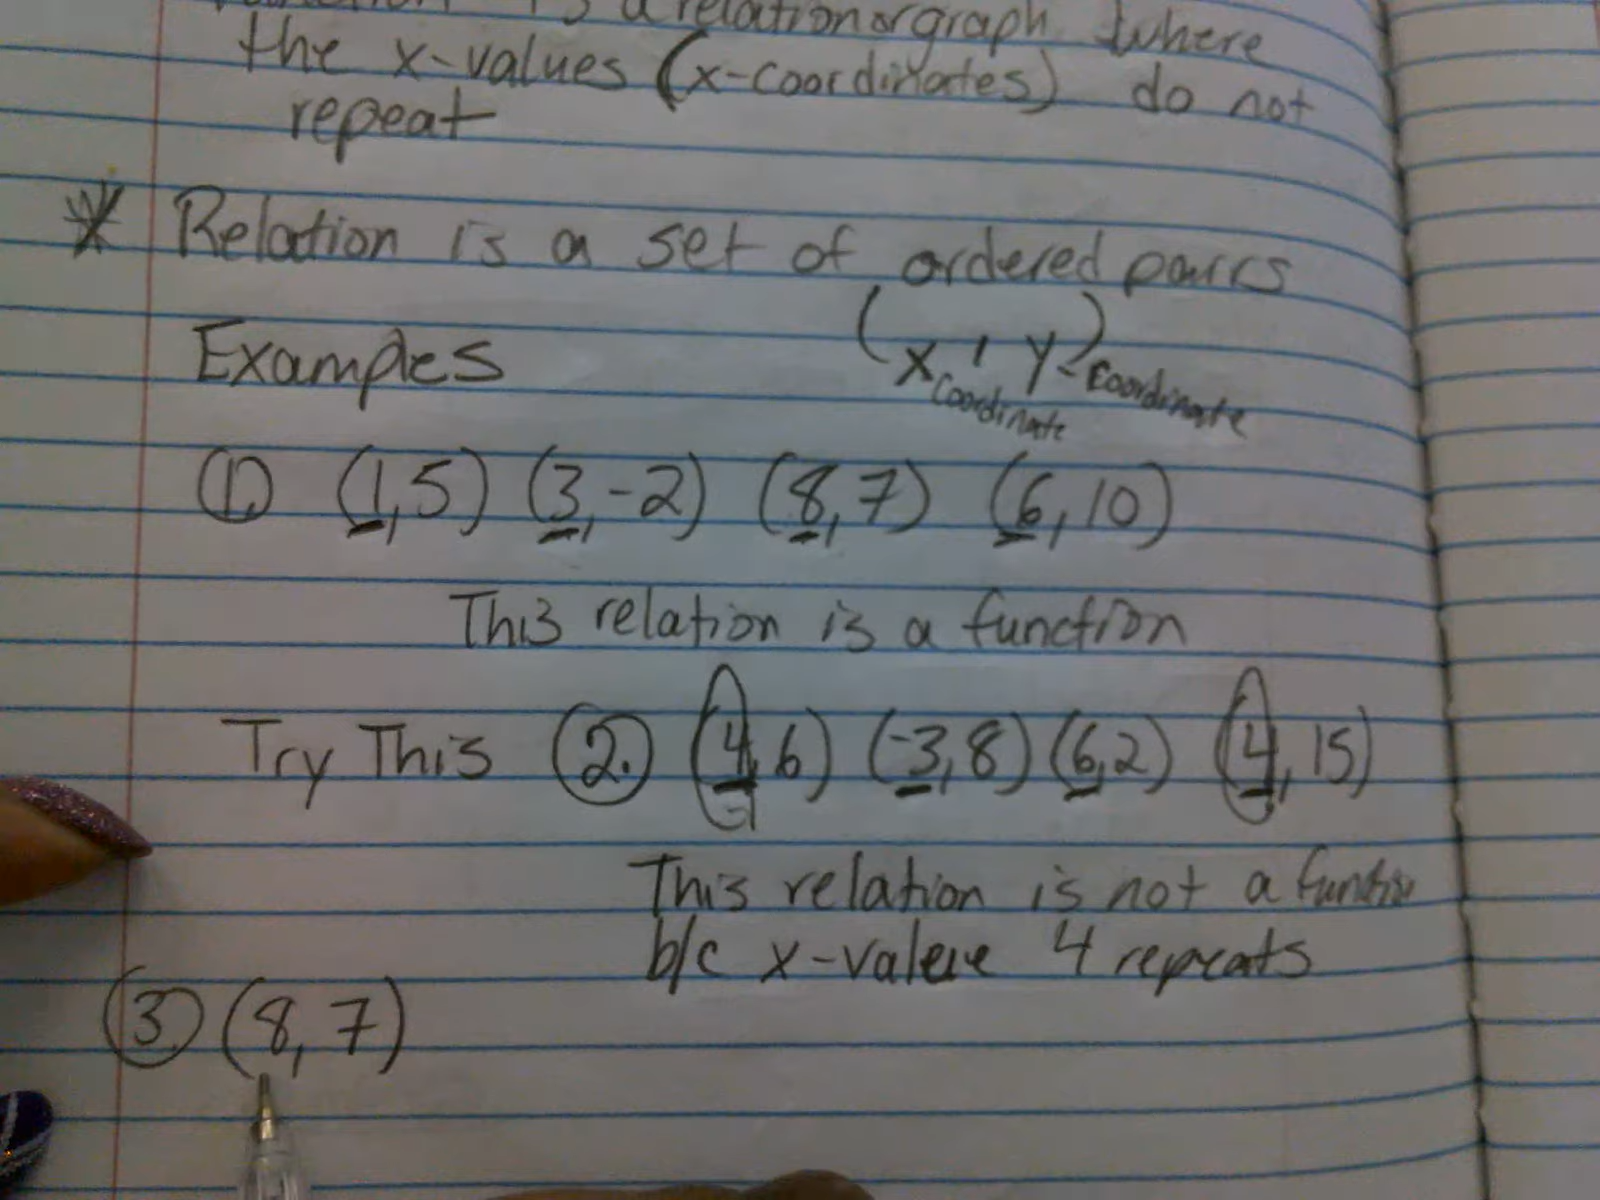 is a relation or graph where
the x-values (x-coordinates) do not
repeat
* Relation is a set of ordered pairs
(x, y)
coordinate coordinate
Examples
1. (1,5) (3,-2) (8,7) (6,10)
This relation is a function
Try This 2. (4,6) (-3,8) (6,2) (4,15)
This relation is not a function
b/c x-value 4 repeats
3. (8,7)